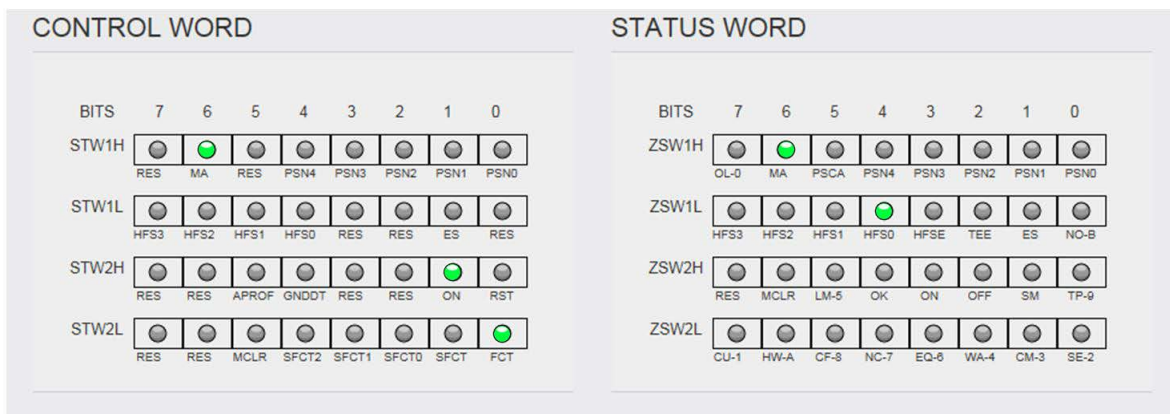 CONTROL WORD
BITS 7 6 5 4 3 2 1 0
STW1H
RES MA RES PSN4 PSN3 PSN2 PSN1 PSN0
STW1L
HFS3 HFS2 HFS1 HFS0 RES RES ES RES
STW2H
RES RES APROF GNDDT RES RES ON RST
STW2L
RES RES MCLR SFCT2 SFCT1 SFCT0 SFCT FCT
STATUS WORD
BITS 7 6 5 4 3 2 1 0
ZSW1H
OL-0 MA PSCA PSN4 PSN3 PSN2 PSN1 PSN0
ZSW1L
HFS3 HFS2 HFS1 HFS0 HFSE TEE ES NO-B
ZSW2H
RES MCLR LM-5 OK ON OFF SM TP-9
ZSW2L
CU-1 HW-A CF-8 NC-7 EQ-6 WA-4 CM-3 SE-2